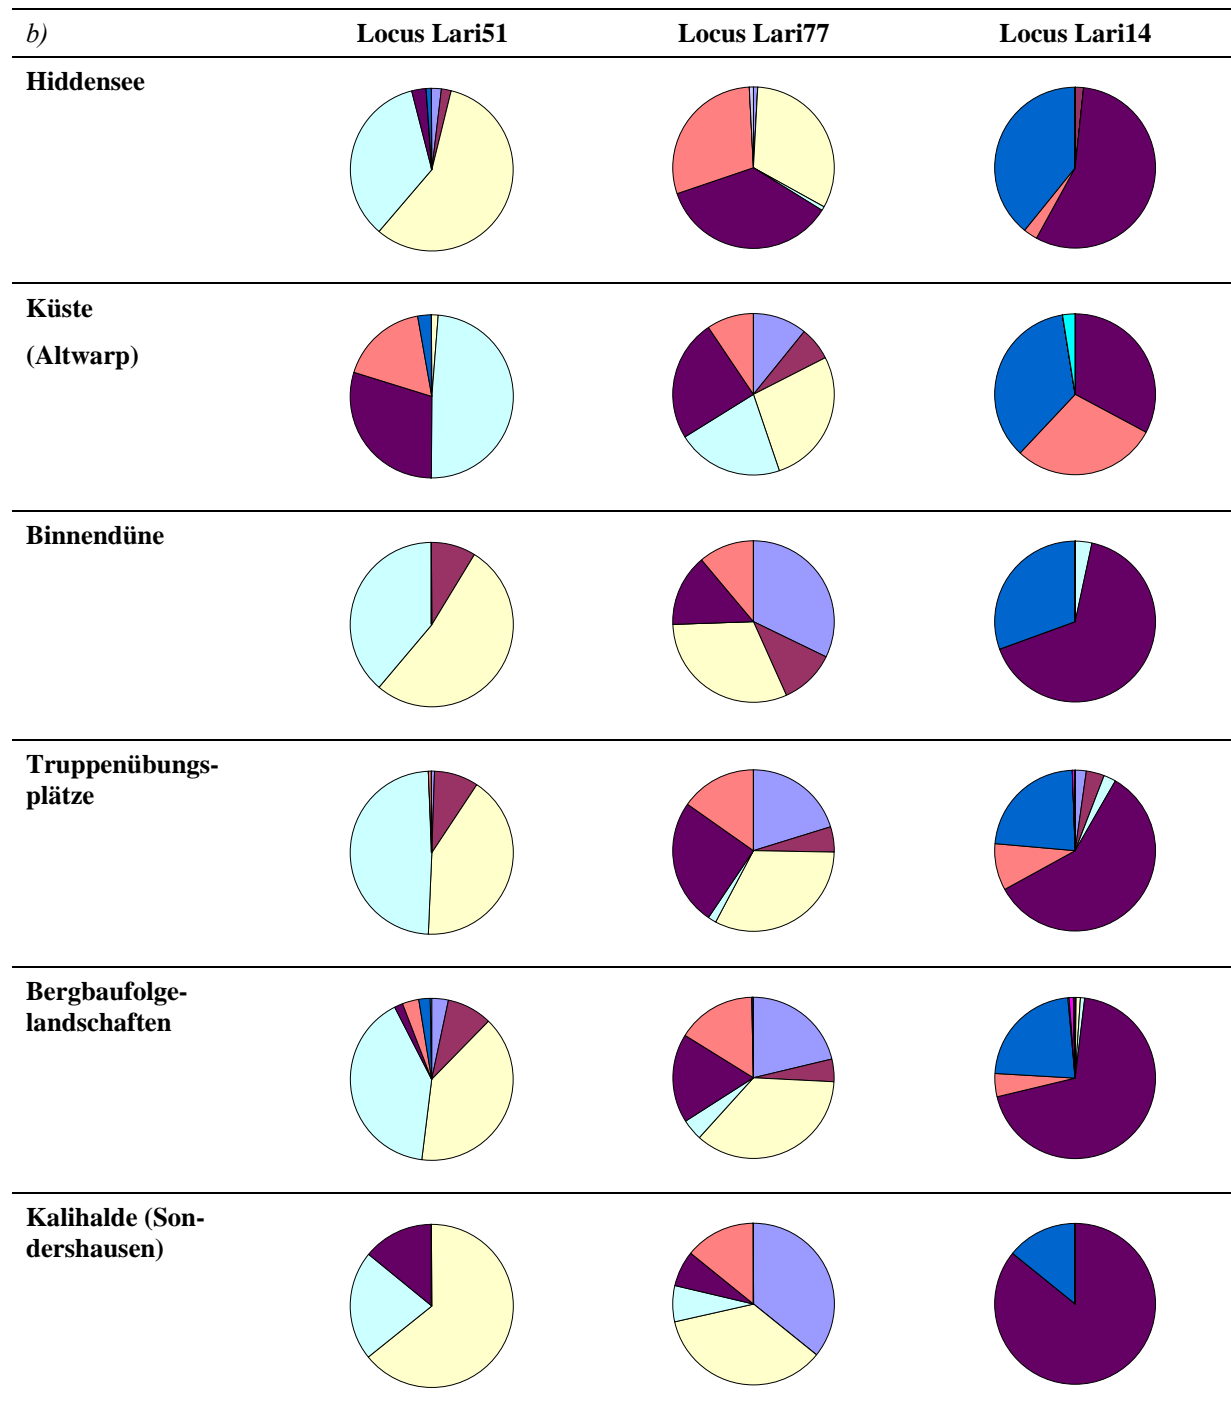 b) Locus Lari51 Locus Lari77 Locus Lari14
Hiddensee
Küste
(Altwarp)
Binnendüne
Truppenübungs-
plätze
Bergbaufolge-
landschaften
Kalihalde (Son-
dershausen)